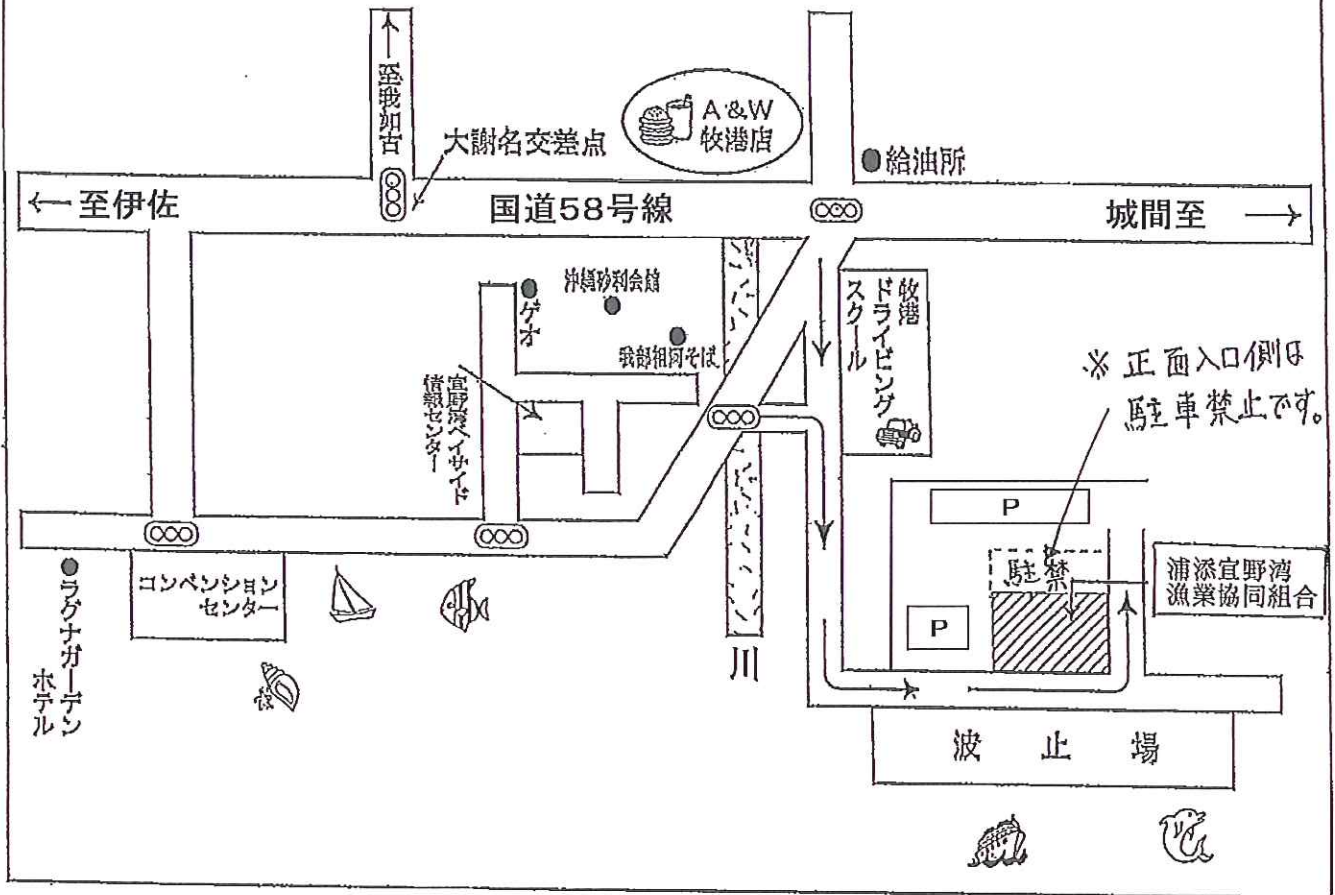 至我如古
大謝名交差点
A&W
牧港店
給油所
←至伊佐
国道58号線
城間至→
ゲオ
沖縄砂利会館
我部祖河そば
宜野湾ベイサイド
情報センター
牧港
ドライビング
スクール
※正面入口側は
駐車禁止です。
P
駐禁
浦添宜野湾
漁業協同組合
P
コンベンション
センター
ラグナガーデン
ホテル
川
波止場